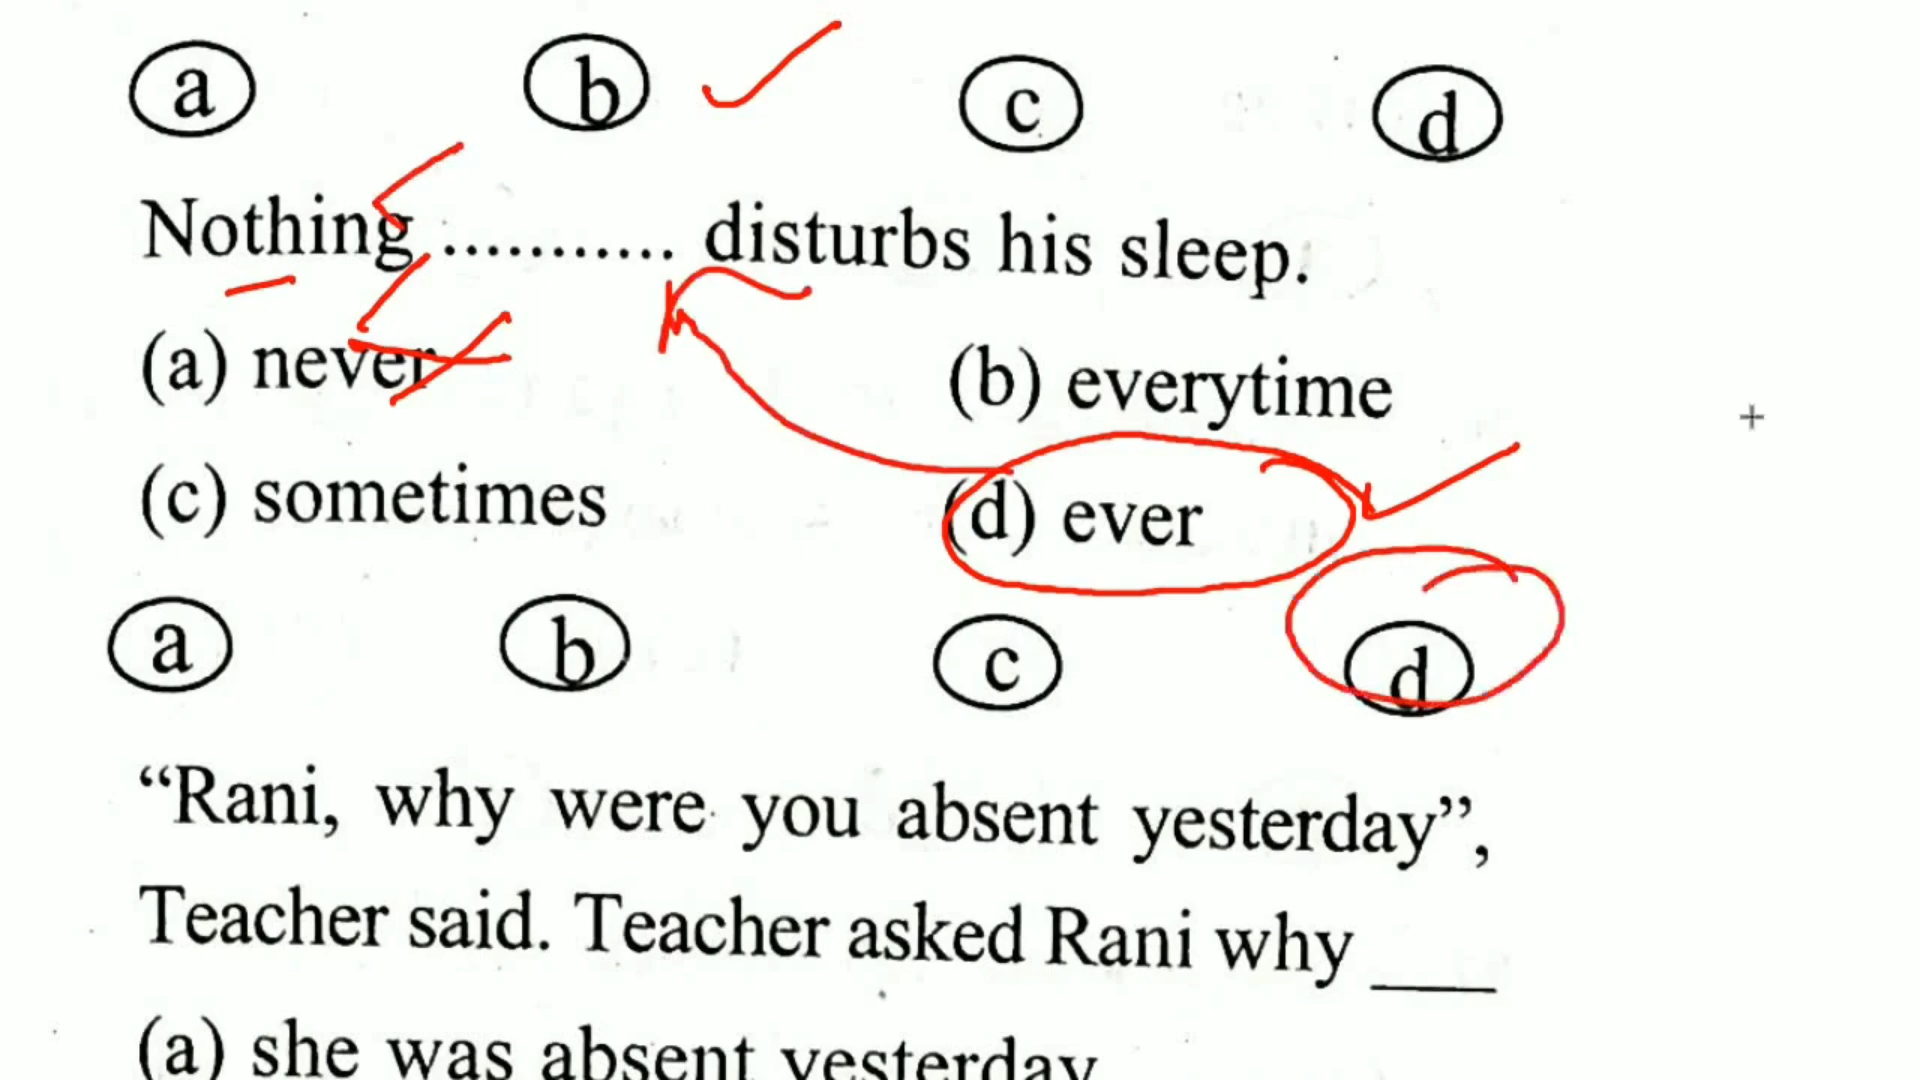 a b c d
Nothing ........... disturbs his sleep.
(a) never (b) everytime
(c) sometimes (d) ever
a b c d
“Rani, why were you absent yesterday”,
Teacher said. Teacher asked Rani why ___
(a) she was absent yesterday